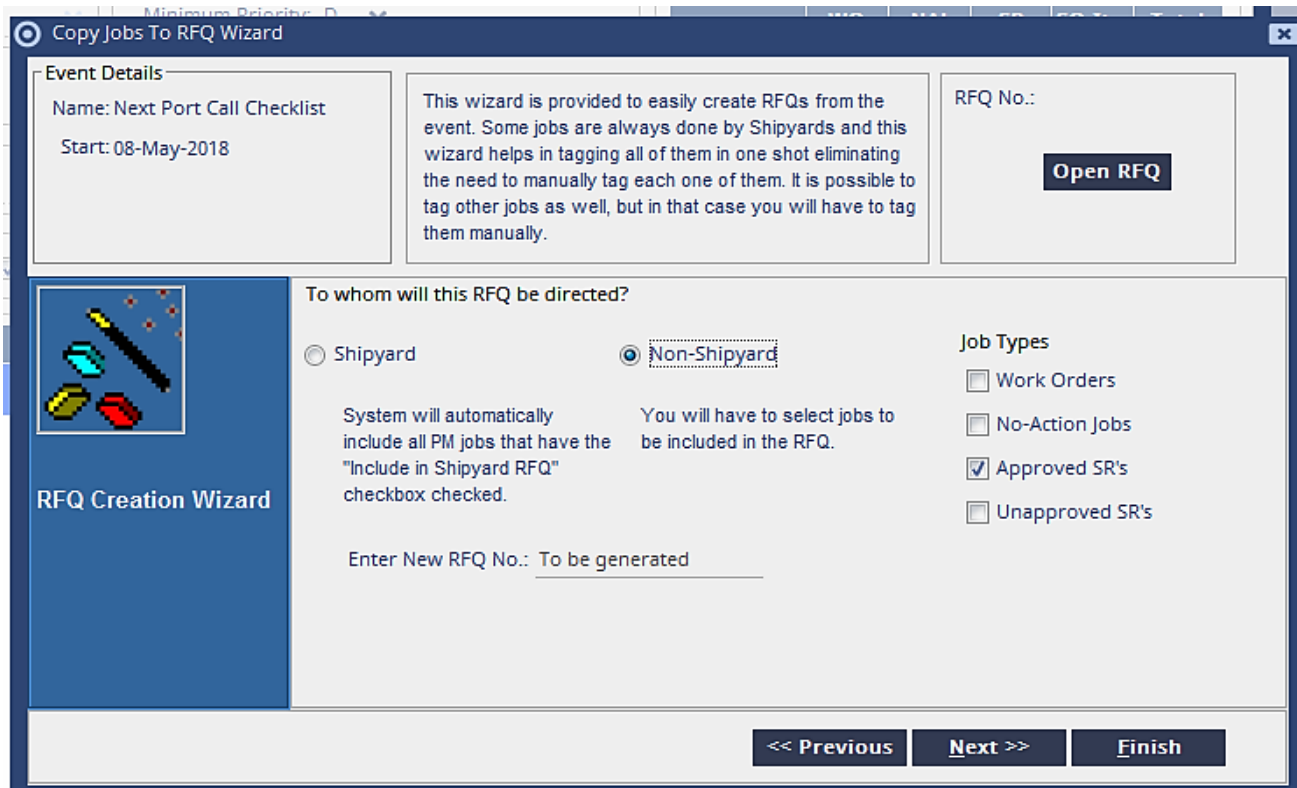 Minimum Priority: D
Copy Jobs To RFQ Wizard
Event Details
Name: Next Port Call Checklist
Start: 08-May-2018
This wizard is provided to easily create RFQs from the
event. Some jobs are always done by Shipyards and this
wizard helps in tagging all of them in one shot eliminating
the need to manually tag each one of them. It is possible to
tag other jobs as well, but in that case you will have to tag
them manually.
RFQ No.:
Open RFQ
RFQ Creation Wizard
To whom will this RFQ be directed?
Shipyard
System will automatically
include all PM jobs that have the
"Include in Shipyard RFQ"
checkbox checked.
Non-Shipyard
You will have to select jobs to
be included in the RFQ.
Enter New RFQ No.: To be generated
Job Types
Work Orders
No-Action Jobs
Approved SR's
Unapproved SR's
<< Previous
Next >>
Finish